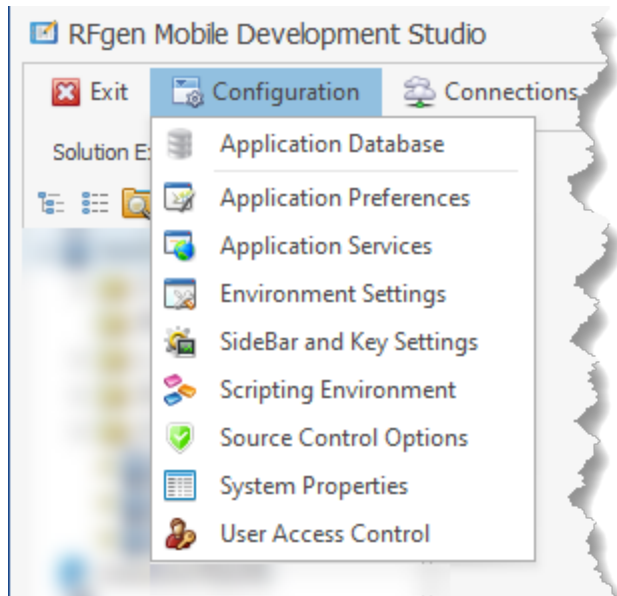 RFgen Mobile Development Studio
Exit Configuration Connections
Solution E
Application Database
Application Preferences
Application Services
Environment Settings
SideBar and Key Settings
Scripting Environment
Source Control Options
System Properties
User Access Control